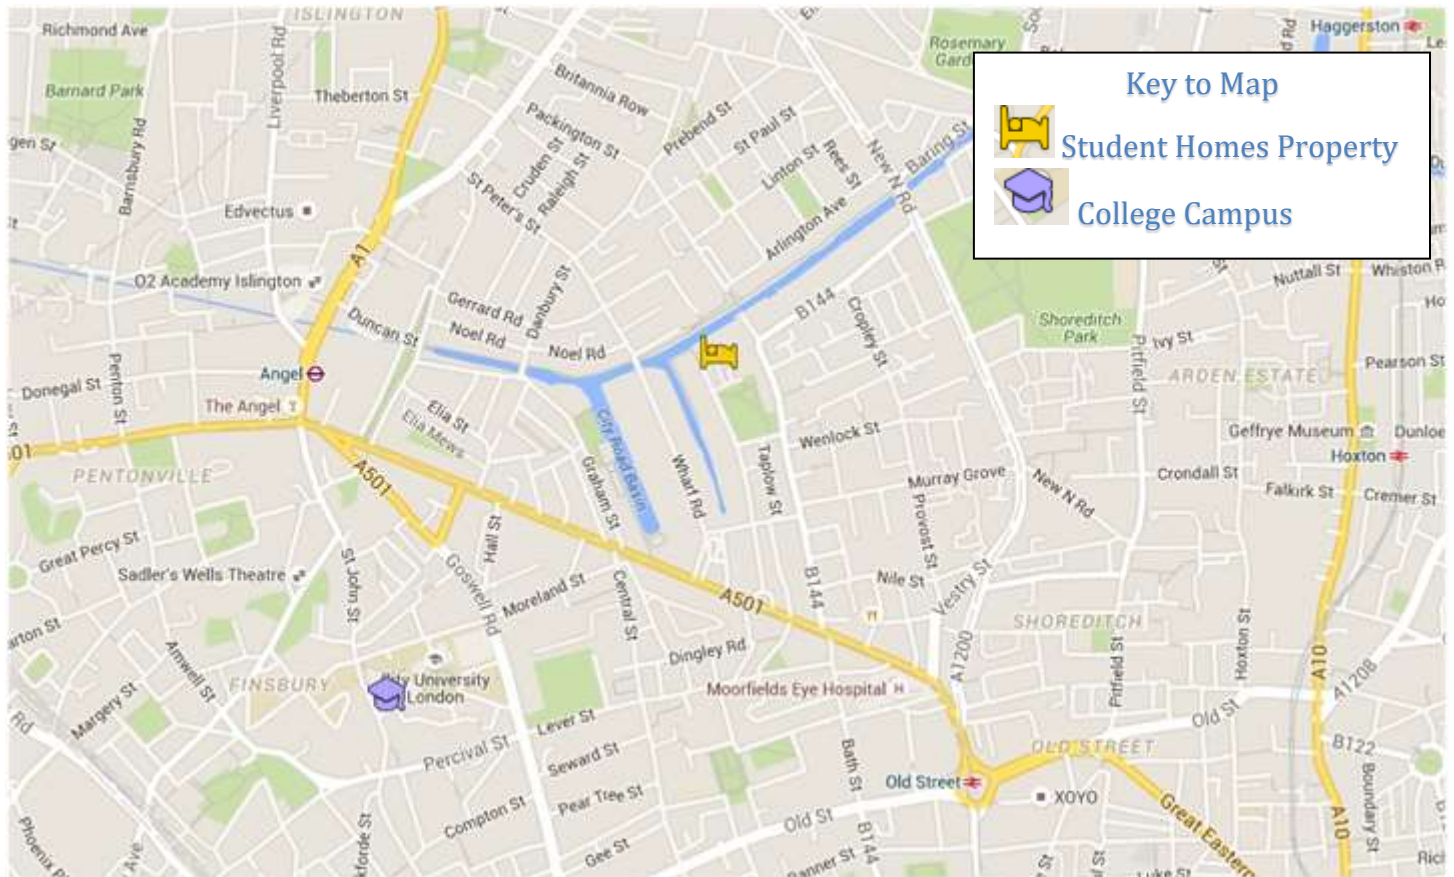 ISLINGTON
Richmond Ave
Liverpool Rd
Haggerston
Rosemary
Barnard Park
Theberton St
Britannia Row
Packington St
Prebend St
St Paul St
Key to Map
Student Homes Property
College Campus
Barnsbury Rd
Cruden St
Raleigh St
St Peter's St
Linton St
Rees St
New N Rd
Baring St
Edvectus
A1
Arlington Ave
O2 Academy Islington
Duncan St
Gerrard Rd
Noel Rd
Danbury St
Noel Rd
B144
Cropley St
Nuttall St
Whiston R
Shoreditch
Park
Pitfield St
Ivy St
Pearson St
ARDEN ESTATE
Angel
The Angel
Donegal St
Penton St
Elia St
Elia Mews
City Road Basin
Graham St
Wharf Rd
Wenlock St
Taplow St
Geffrye Museum
Dunloe
Hoxton
PENTONVILLE
A501
Murray Grove
New N Rd
Crondall St
Falkirk St
Cremer St
Provost St
Great Percy St
Hall St
Sadler's Wells Theatre
St John St
Goswell Rd
Moreland St
Central St
A501
B144
Nile St
Vestry St
SHOREDITCH
Hoxton St
Pitfield St
Amwell St
Dingley Rd
A1200
A10
A1208
FINSBURY
City University
London
Moorfields Eye Hospital
Margery St
Rd
Lever St
Percival St
Seward St
Old St
OLD STREET
B122
Bath St
Old Street
XOYO
Compton St
Pear Tree St
Old St
Great Eastern
A10
Boundary St
Phoenix
Ave
Gee St
Banner St
B144
Luke St